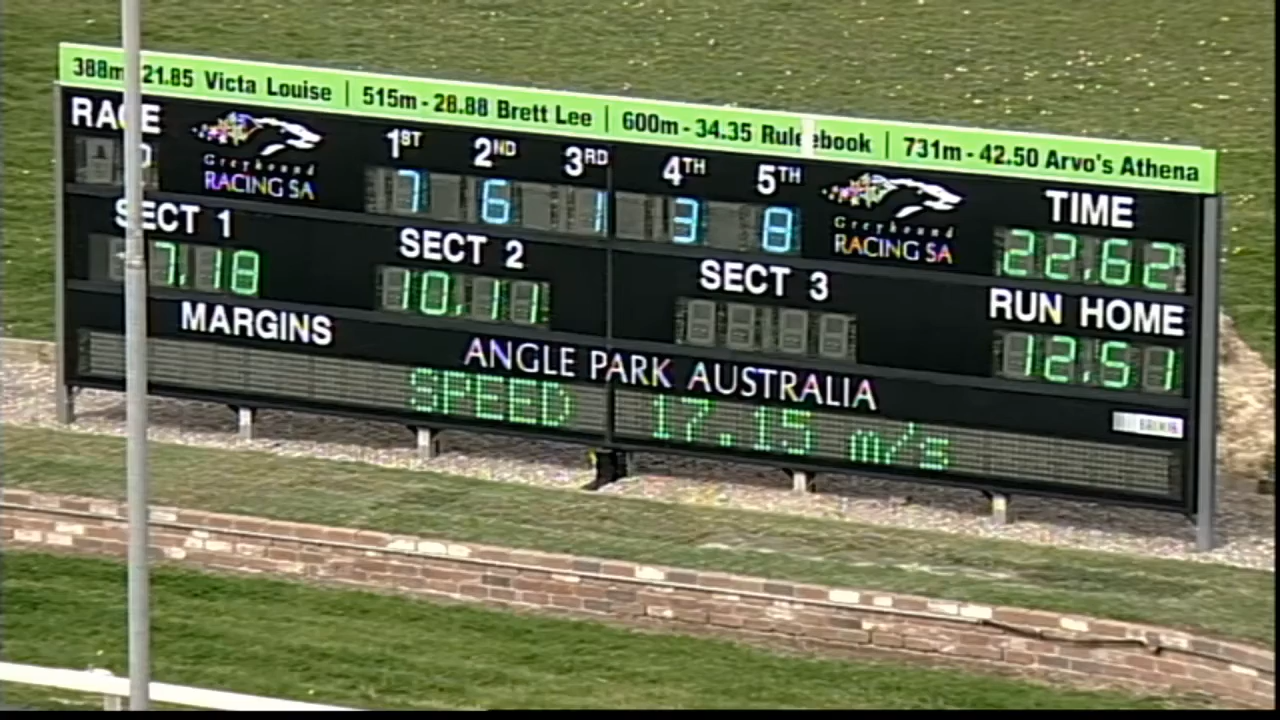 388m 21.85 Victa Louise | 515m - 28.88 Brett Lee | 600m - 34.35 Rulebook | 731m - 42.50 Arvo's Athena
RACE
Greyhound
RACING SA
1ST 2ND 3RD 4TH 5TH
7 6 1 3 8
Greyhound
RACING SA
TIME
22.62
SECT 1
7.18
SECT 2
10.11
SECT 3
RUN HOME
12.51
MARGINS
ANGLE PARK AUSTRALIA
SPEED 17.15 m/s